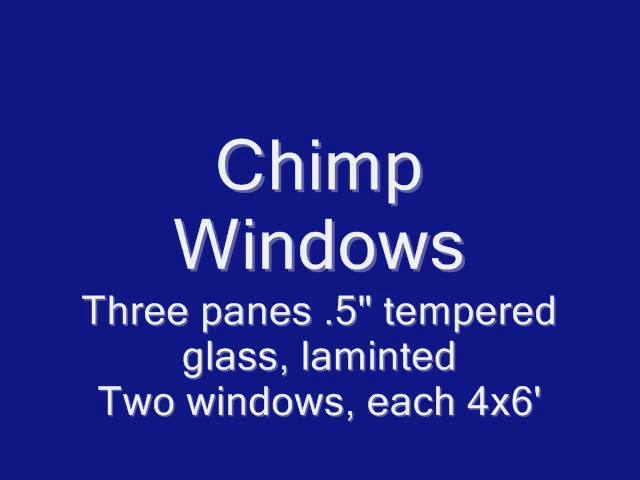 Chimp
Windows
Three panes .5" tempered
glass, laminted
Two windows, each 4x6'